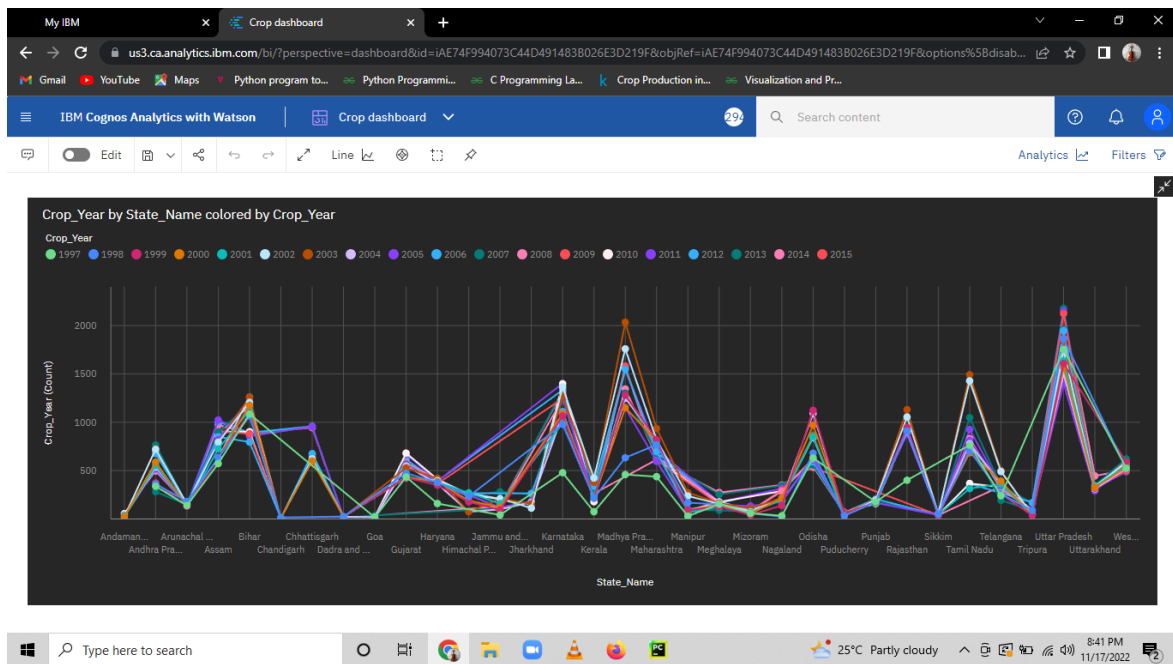 My IBM
Crop dashboard
us3.ca.analytics.ibm.com/bi/?perspective=dashboard&id=iAE74F994073C44D491483B026E3D219F&objRef=iAE74F994073C44D491483B026E3D219F&options%5Bdisab...
Gmail YouTube Maps Python program to... Python Programmi... C Programming La... Crop Production in... Visualization and Pr...
IBM Cognos Analytics with Watson Crop dashboard 294 Search content
Edit Line Analytics Filters
Crop_Year by State_Name colored by Crop_Year
Crop_Year
1997 1998 1999 2000 2001 2002 2003 2004 2005 2006 2007 2008 2009 2010 2011 2012 2013 2014 2015
2000
1500
1000
500
Crop_Year (Count)
Andaman... Arunachal ... Bihar Chhattisgarh Goa Haryana Jammu and... Karnataka Madhya Pra... Manipur Mizoram Odisha Punjab Sikkim Telangana Uttar Pradesh Wes...
Andhra Pra... Assam Chandigarh Dadra and ... Gujarat Himachal P... Jharkhand Kerala Maharashtra Meghalaya Nagaland Puducherry Rajasthan Tamil Nadu Tripura Uttarakhand
State_Name
Type here to search PC 25°C Partly cloudy 8:41 PM
11/17/2022 2